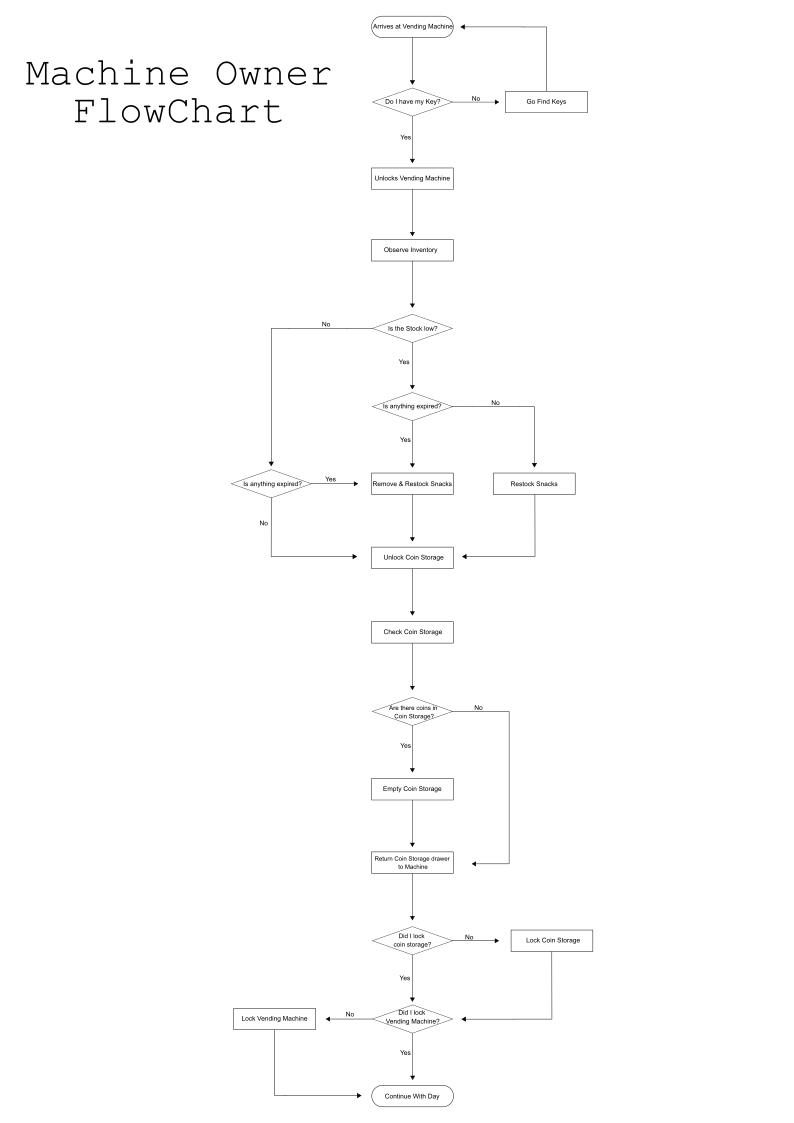 Machine Owner
FlowChart
Arrives at Vending Machine
Do I have my Key?
No
Go Find Keys
Yes
Unlocks Vending Machine
Observe Inventory
Is the Stock low?
No
Yes
Is anything expired?
No
Yes
Is anything expired?
Yes
Remove & Restock Snacks
Restock Snacks
No
Unlock Coin Storage
Check Coin Storage
Are there coins in
Coin Storage?
No
Yes
Empty Coin Storage
Return Coin Storage drawer
to Machine
Did I lock
coin storage?
No
Lock Coin Storage
Yes
Did I lock
Vending Machine?
No
Lock Vending Machine
Yes
Continue With Day